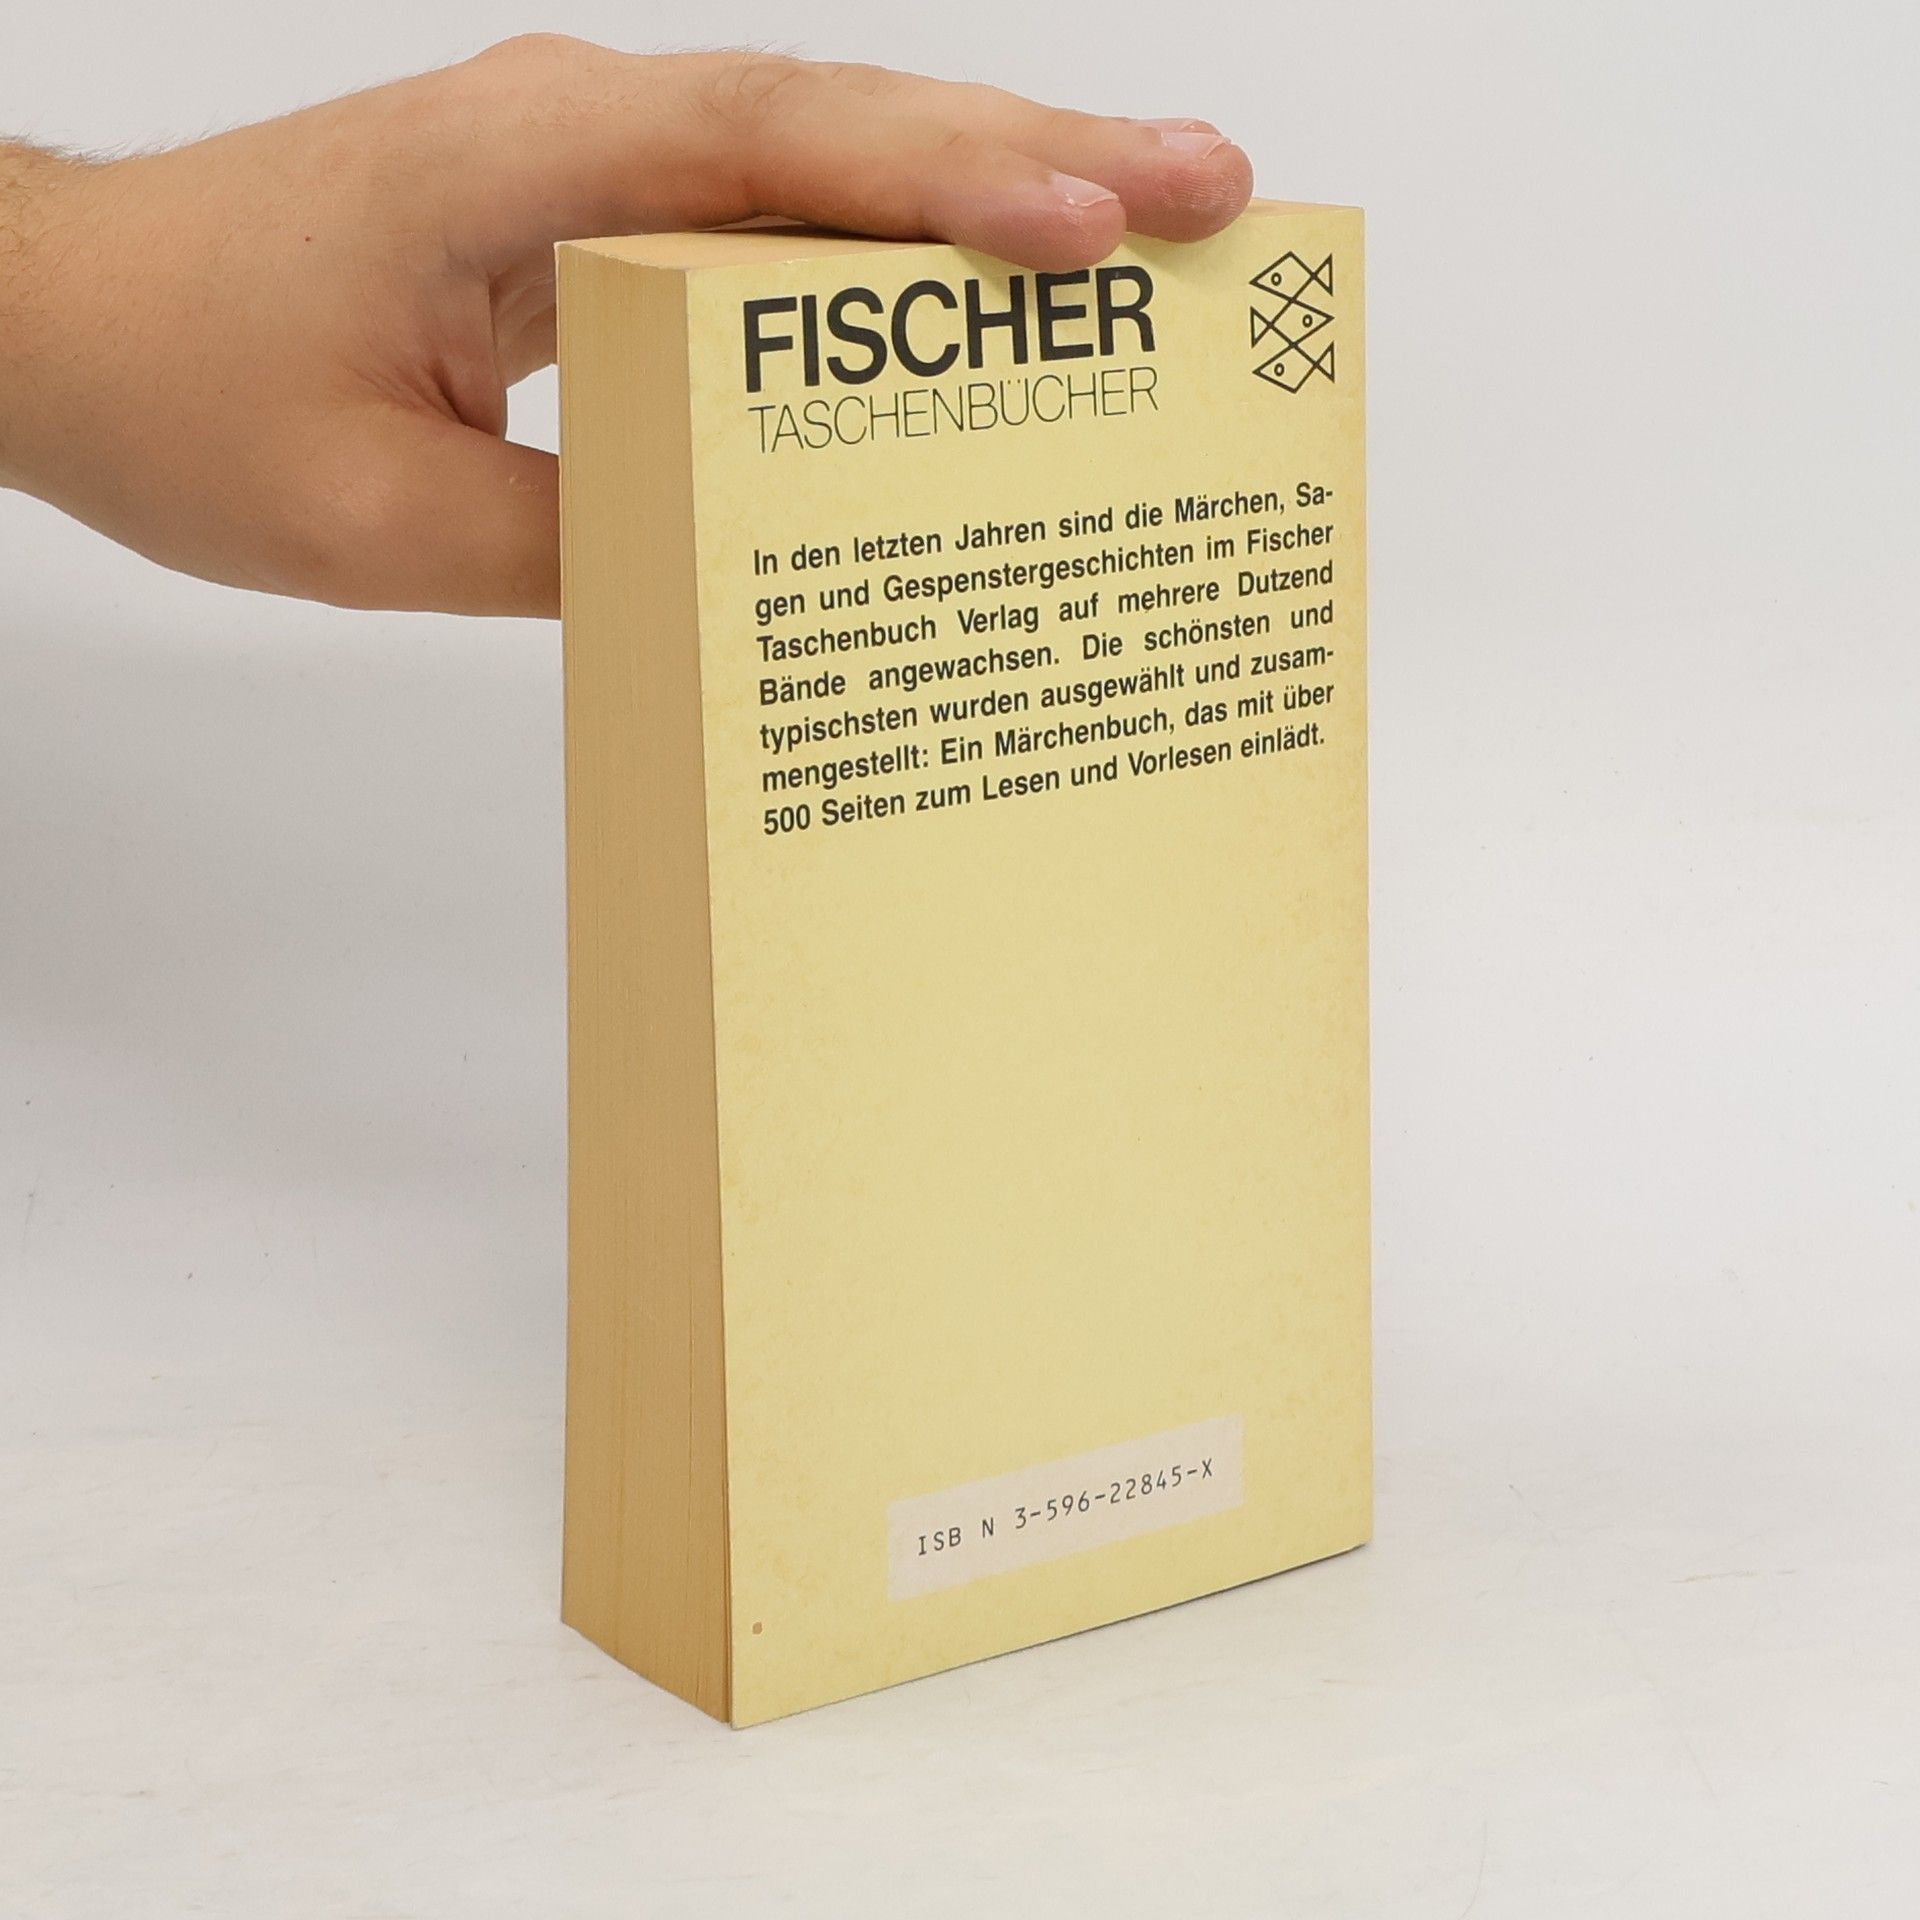 FISCHER
TASCHENBÜCHER
In den letzten Jahren sind die Märchen, Sa-
gen und Gespenstergeschichten im Fischer
Taschenbuch Verlag auf mehrere Dutzend
Bände angewachsen. Die schönsten und
typischsten wurden ausgewählt und zusam-
mengestellt: Ein Märchenbuch, das mit über
500 Seiten zum Lesen und Vorlesen einlädt.
ISB N 3-596-22845-X